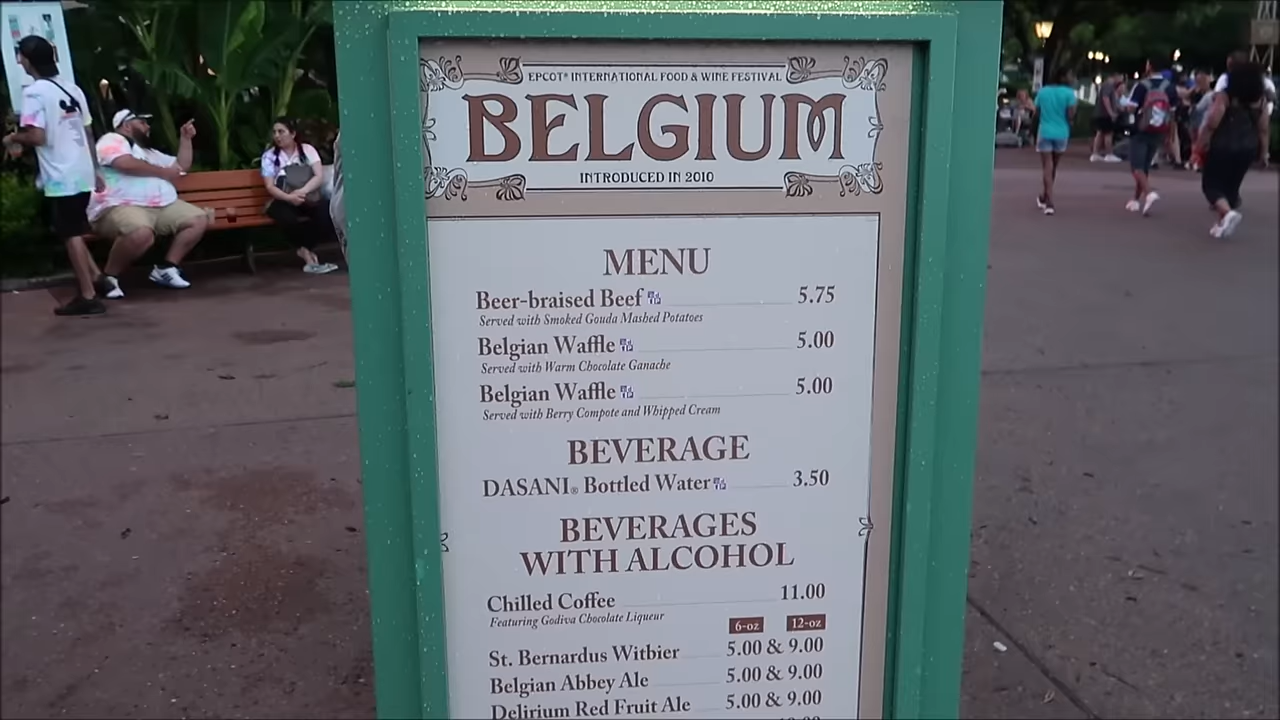 EPCOT® INTERNATIONAL FOOD & WINE FESTIVAL
BELGIUM
INTRODUCED IN 2010
MENU
Beer-braised Beef 5.75
Served with Smoked Gouda Mashed Potatoes
Belgian Waffle 5.00
Served with Warm Chocolate Ganache
Belgian Waffle 5.00
Served with Berry Compote and Whipped Cream
BEVERAGE
DASANI® Bottled Water 3.50
BEVERAGES
WITH ALCOHOL
Chilled Coffee 11.00
Featuring Godiva Chocolate Liqueur
6-oz 12-oz
St. Bernardus Witbier 5.00 & 9.00
Belgian Abbey Ale 5.00 & 9.00
Delirium Red Fruit Ale 5.00 & 9.00